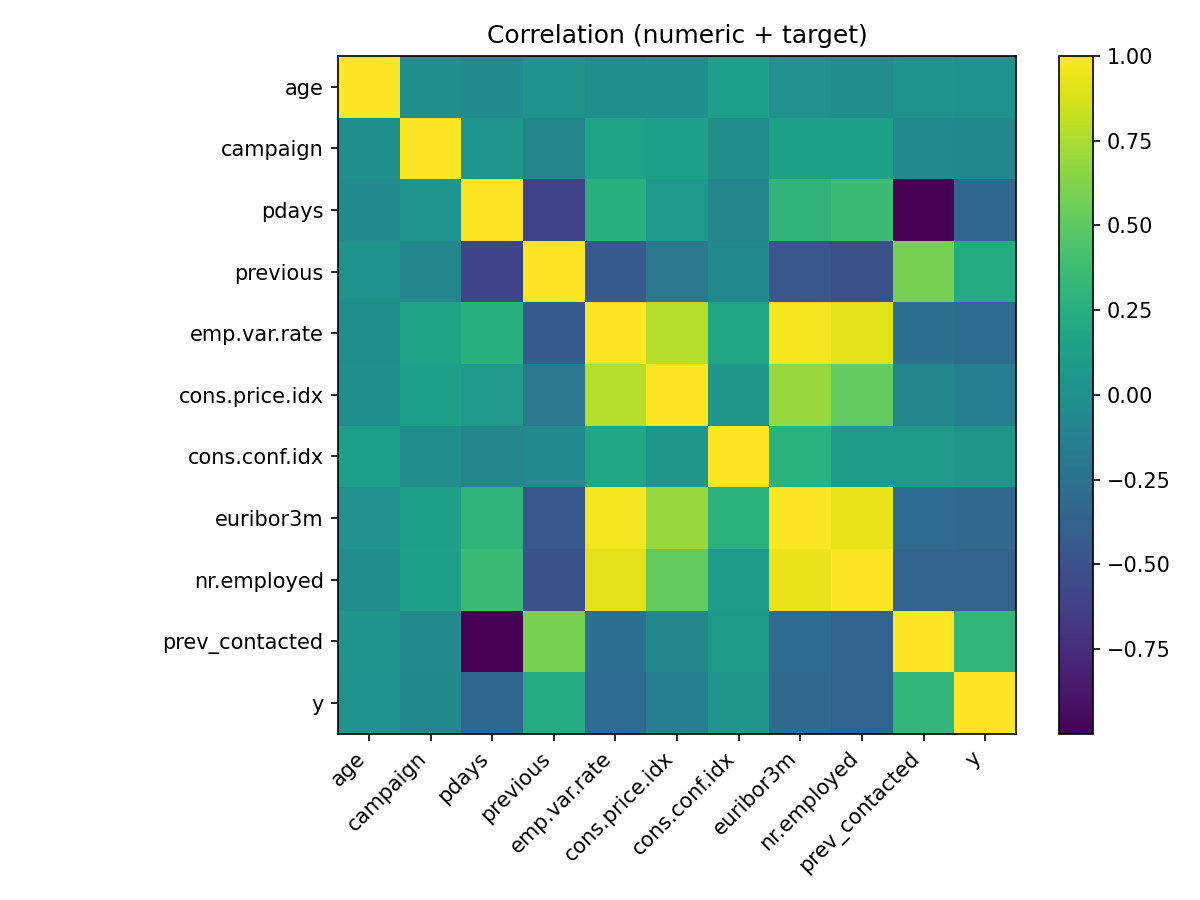 Correlation (numeric + target)
age
campaign
pdays
previous
emp.var.rate
cons.price.idx
cons.conf.idx
euribor3m
nr.employed
prev_contacted
y
age
campaign
pdays
previous
emp.var.rate
cons.price.idx
cons.conf.idx
euribor3m
nr.employed
prev_contacted
y
1.00
0.75
0.50
0.25
0.00
−0.25
−0.50
−0.75